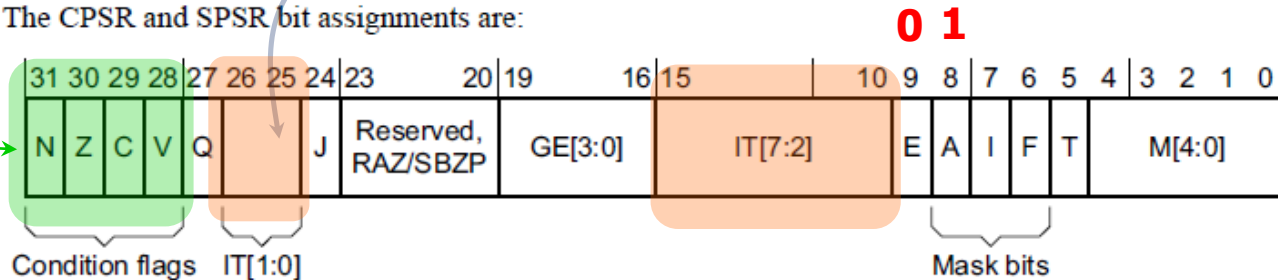 The CPSR and SPSR bit assignments are:
0 1
31 30 29 28 27 26 25 24 23 20 19 16 15 10 9 8 7 6 5 4 3 2 1 0
N Z C V Q J Reserved, RAZ/SBZP GE[3:0] IT[7:2] E A I F T M[4:0]
Condition flags IT[1:0] Mask bits